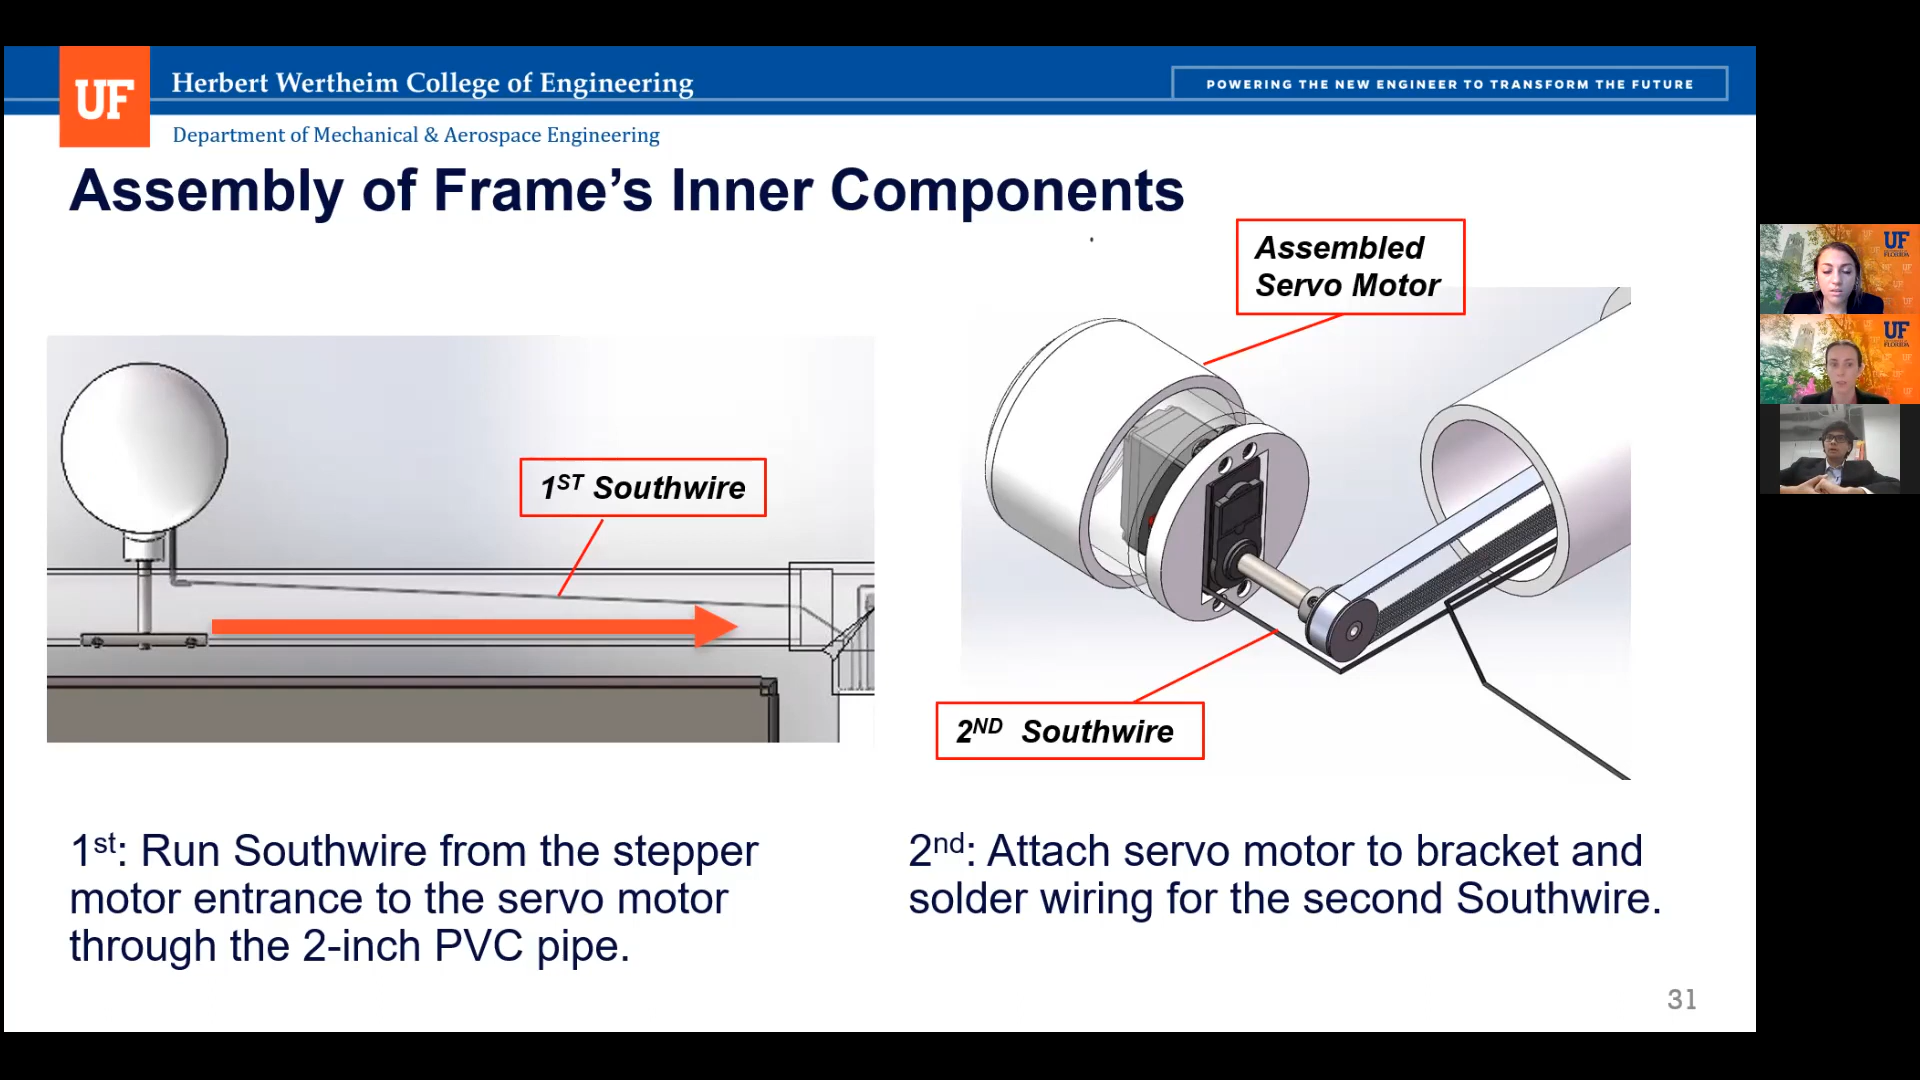 UF
Herbert Wertheim College of Engineering
POWERING THE NEW ENGINEER TO TRANSFORM THE FUTURE
Department of Mechanical & Aerospace Engineering
Assembly of Frame’s Inner Components
Assembled
Servo Motor
1ST Southwire
2ND Southwire
1st: Run Southwire from the stepper
motor entrance to the servo motor
through the 2-inch PVC pipe.
2nd: Attach servo motor to bracket and
solder wiring for the second Southwire.
31
UF
UF